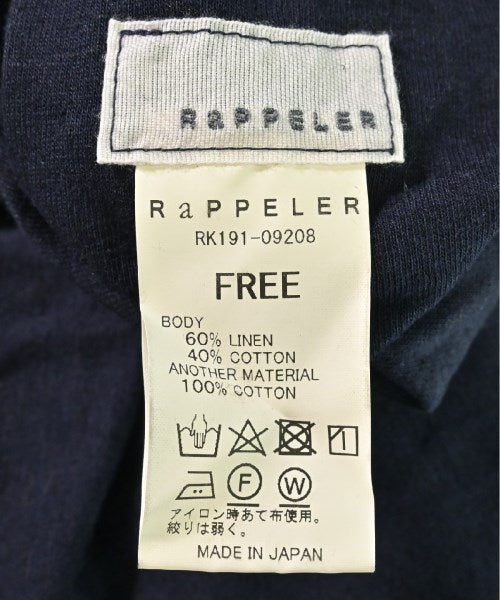 RaPPELER
RaPPELER
RK191-09208
FREE
BODY
60% LINEN
40% COTTON
ANOTHER MATERIAL
100% COTTON
F W
アイロン時あて布使用。
絞りは弱く。
MADE IN JAPAN